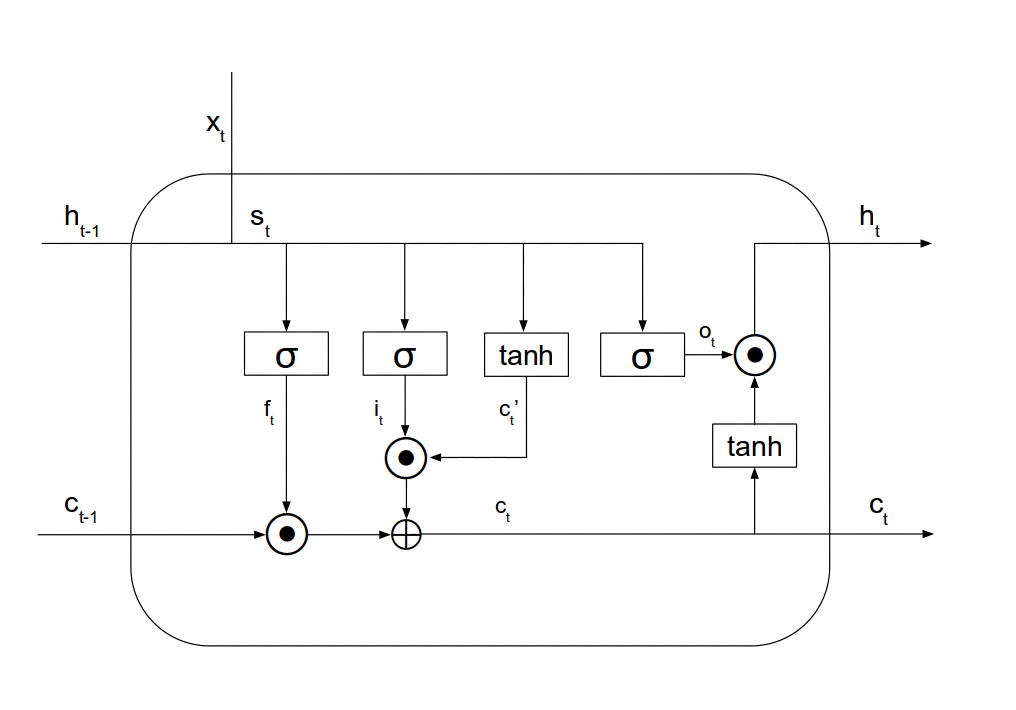 x_t
h_{t-1}
s_t
h_t
σ
σ
tanh
σ
o_t
f_t
i_t
c_t’
tanh
c_{t-1}
c_t
c_t